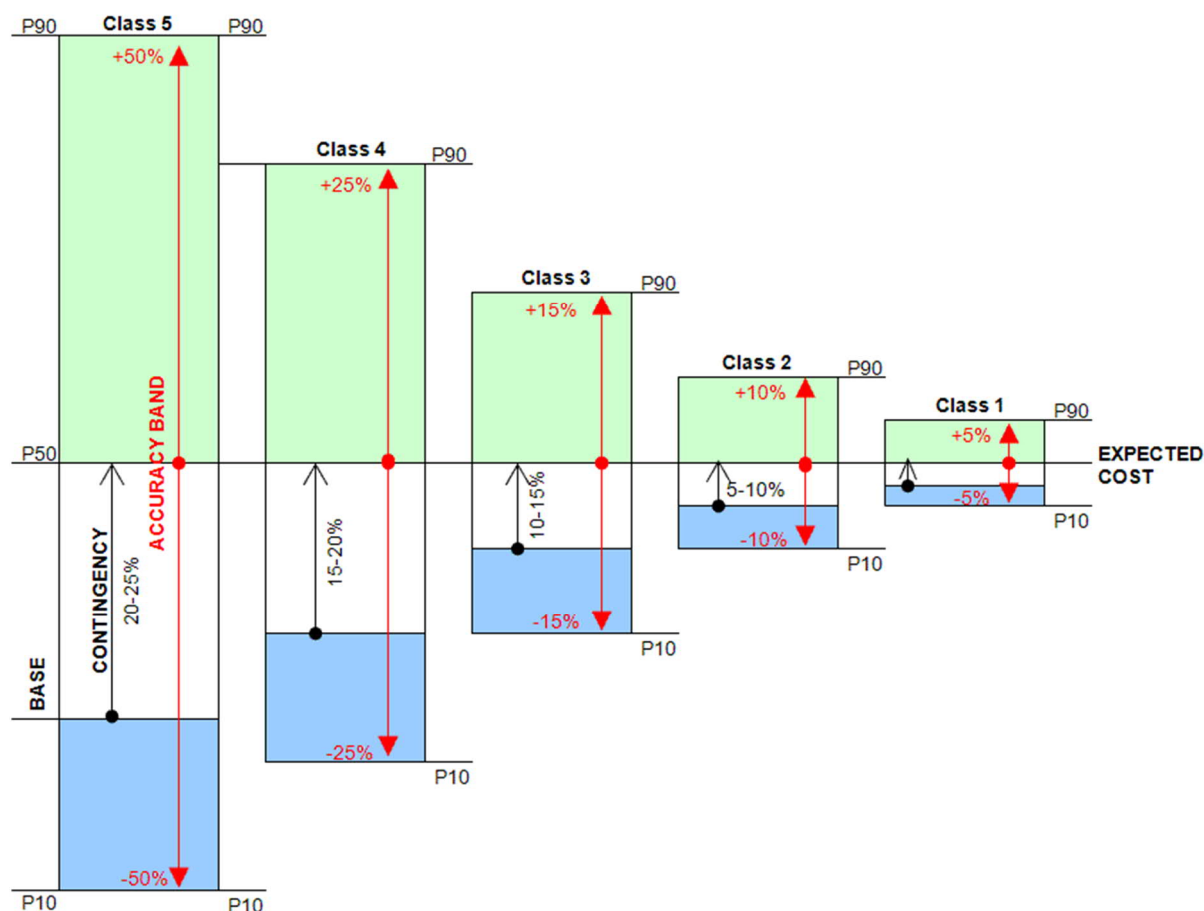 P90
Class 5
P90
+50%
Class 4
P90
+25%
Class 3
P90
+15%
Class 2
P90
+10%
Class 1
P90
+5%
P50
ACCURACY BAND
EXPECTED
COST
CONTINGENCY
20-25%
15-20%
10-15%
5-10%
-5%
P10
-10%
P10
-15%
P10
BASE
-25%
P10
-50%
P10
P10